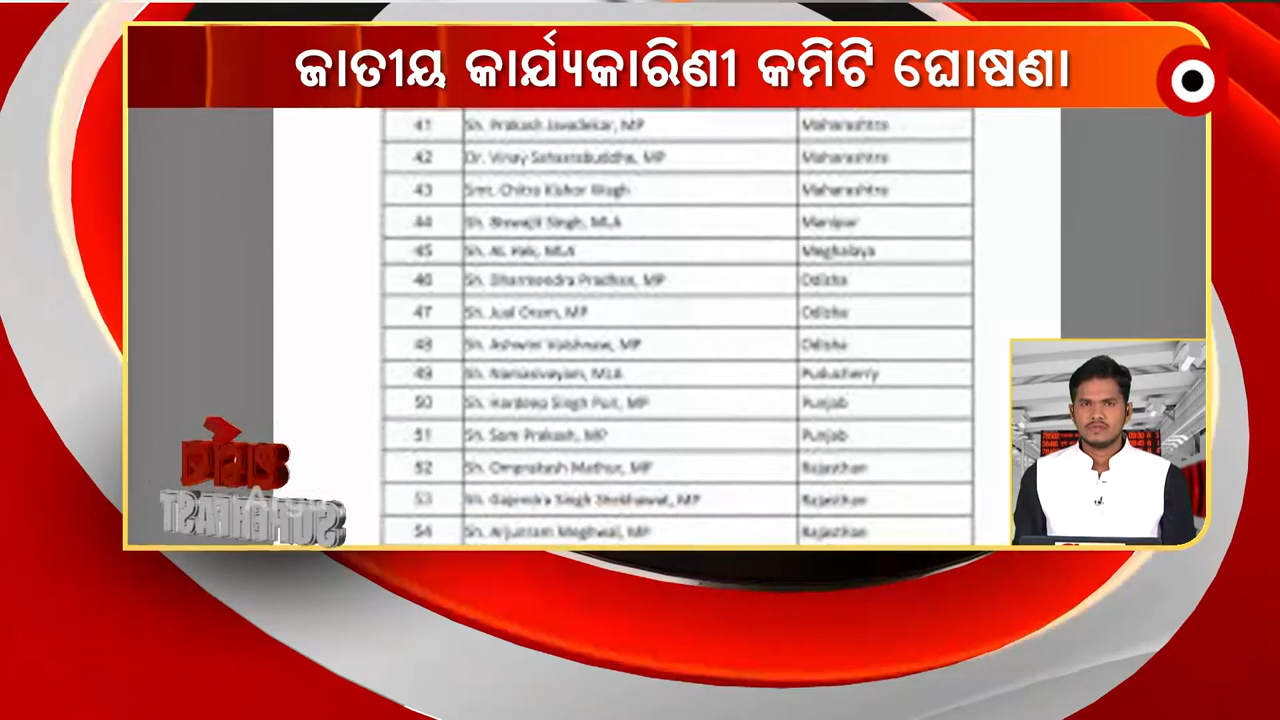 ଜାତୀୟ କାର୍ଯ୍ୟକାରିଣୀ କମିଟି ଘୋଷଣା
41 Sh. Prakash Javadekar, MP Maharashtra
42 Dr. Vinay Sahasrabuddhe, MP Maharashtra
43 Smt. Chitra Kishor Wagh Maharashtra
44 Sh. Biswajit Singh, MLA Manipur
45 Sh. AL Hek, MLA Meghalaya
46 Sh. Dharmendra Pradhan, MP Odisha
47 Sh. Jual Oram, MP Odisha
48 Sh. Ashwini Vaishnaw, MP Odisha
49 Sh. Namasivayam, MLA Puducherry
50 Sh. Hardeep Singh Puri, MP Punjab
51 Sh. Som Prakash, MP Punjab
52 Sh. Omprakash Mathur, MP Rajasthan
53 Sh. Gajendra Singh Shekhawat, MP Rajasthan
54 Sh. Arjunram Meghwal, MP Rajasthan